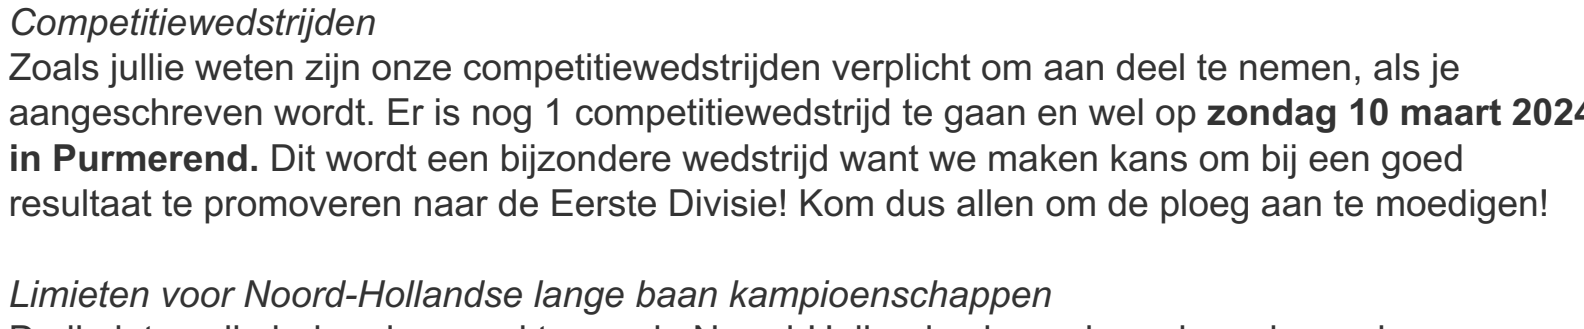 Competitiewedstrijden
Zoals jullie weten zijn onze competitiewedstrijden verplicht om aan deel te nemen, als je
aangeschreven wordt. Er is nog 1 competitiewedstrijd te gaan en wel op zondag 10 maart 2024
in Purmerend. Dit wordt een bijzondere wedstrijd want we maken kans om bij een goed
resultaat te promoveren naar de Eerste Divisie! Kom dus allen om de ploeg aan te moedigen!
Limieten voor Noord-Hollandse lange baan kampioenschappen